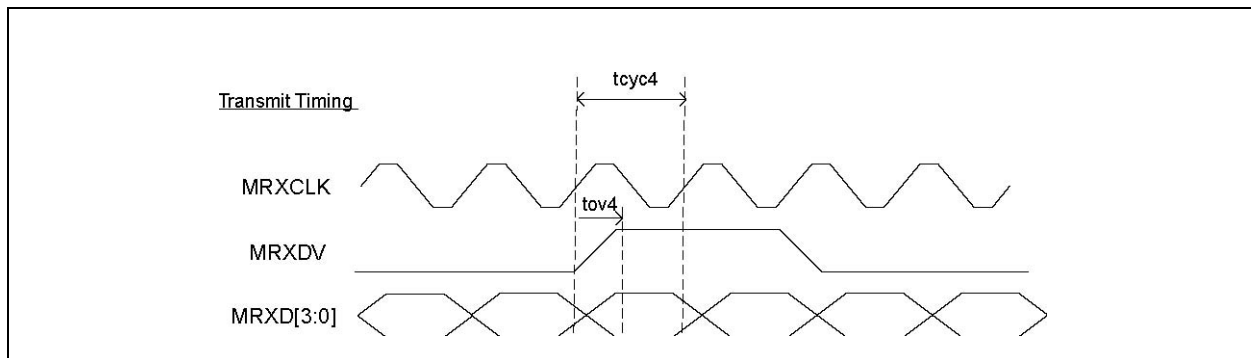 tcyc4
Transmit Timing
MRXCLK
tov4
MRXDV
MRXD[3:0]